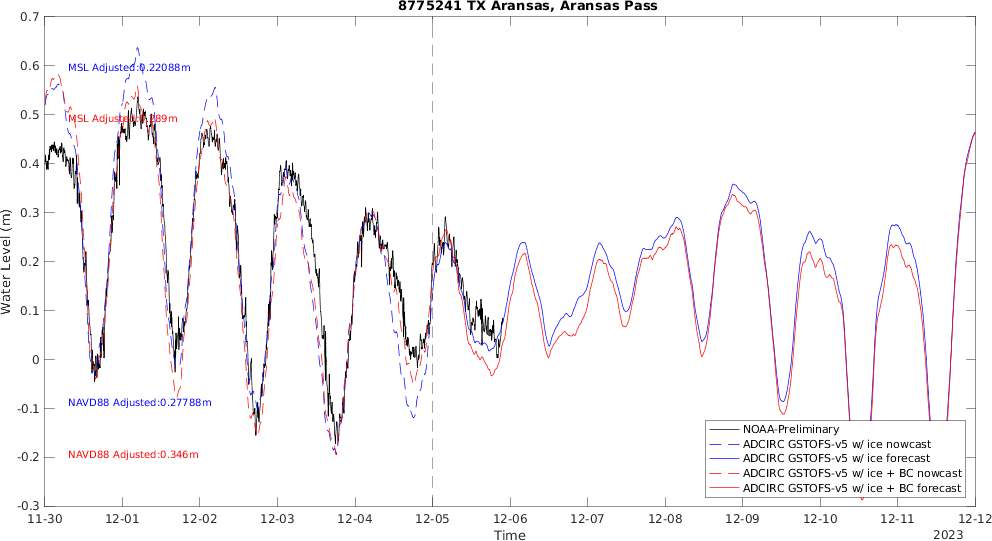 8775241 TX Aransas, Aransas Pass
0.7
0.6
0.5
0.4
0.3
0.2
0.1
0
-0.1
-0.2
-0.3
Water Level (m)
MSL Adjusted:0.22088m
MSL Adjusted:0.289m
NAVD88 Adjusted:0.27788m
NAVD88 Adjusted:0.346m
NOAA-Preliminary
ADCIRC GSTOFS-v5 w/ ice nowcast
ADCIRC GSTOFS-v5 w/ ice forecast
ADCIRC GSTOFS-v5 w/ ice + BC nowcast
ADCIRC GSTOFS-v5 w/ ice + BC forecast
11-30 12-01 12-02 12-03 12-04 12-05 12-06 12-07 12-08 12-09 12-10 12-11 12-12
Time
2023